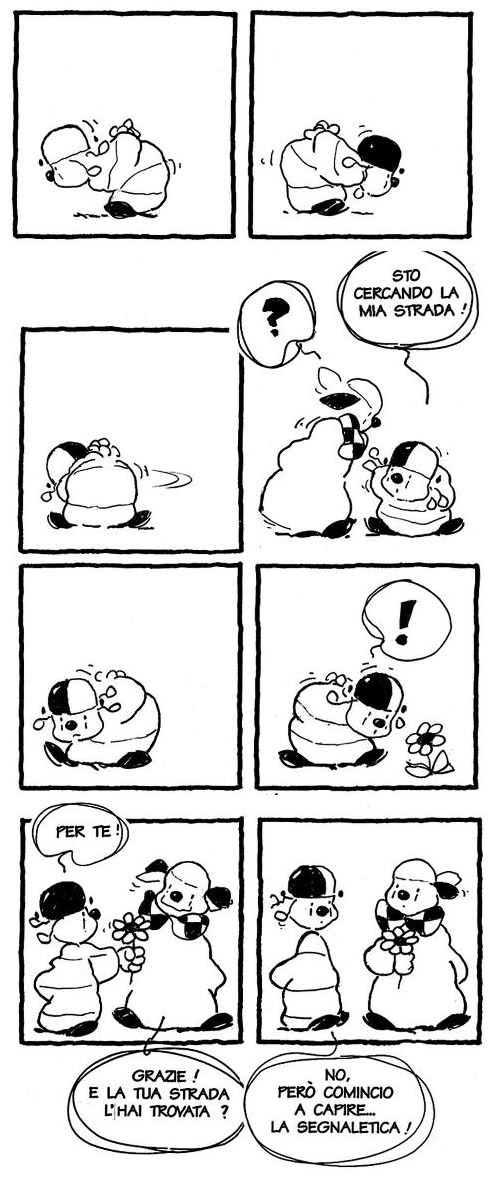 ?
STO
CERCANDO LA
MIA STRADA !
!
PER TE !
GRAZIE !
E LA TUA STRADA
L'HAI TROVATA ?
NO,
PERÒ COMINCIO
A CAPIRE...
LA SEGNALETICA !